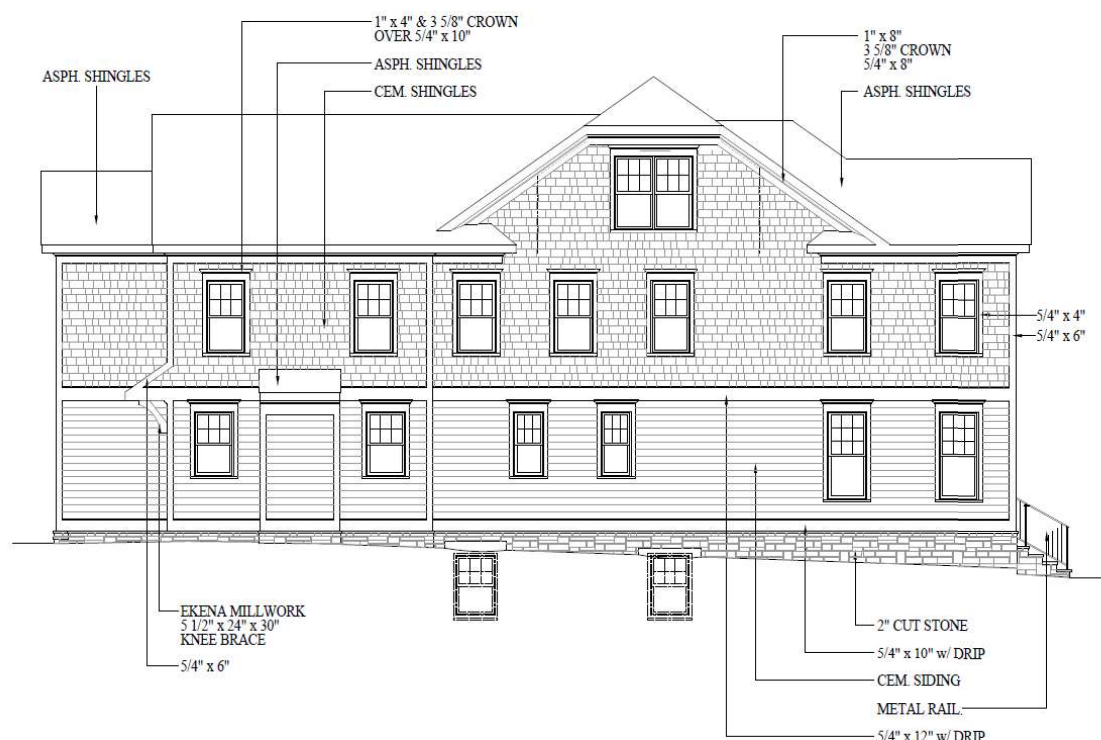 1" x 4" & 3 5/8" CROWN
OVER 5/4" x 10"
ASPH. SHINGLES
CEM. SHINGLES
ASPH. SHINGLES
1" x 8"
3 5/8" CROWN
5/4" x 8"
ASPH. SHINGLES
5/4" x 4"
5/4" x 6"
EKENA MILLWORK
5 1/2" x 24" x 30"
KNEE BRACE
5/4" x 6"
2" CUT STONE
5/4" x 10" w/ DRIP
CEM. SIDING
METAL RAIL.
5/4" x 12" w/ DRIP